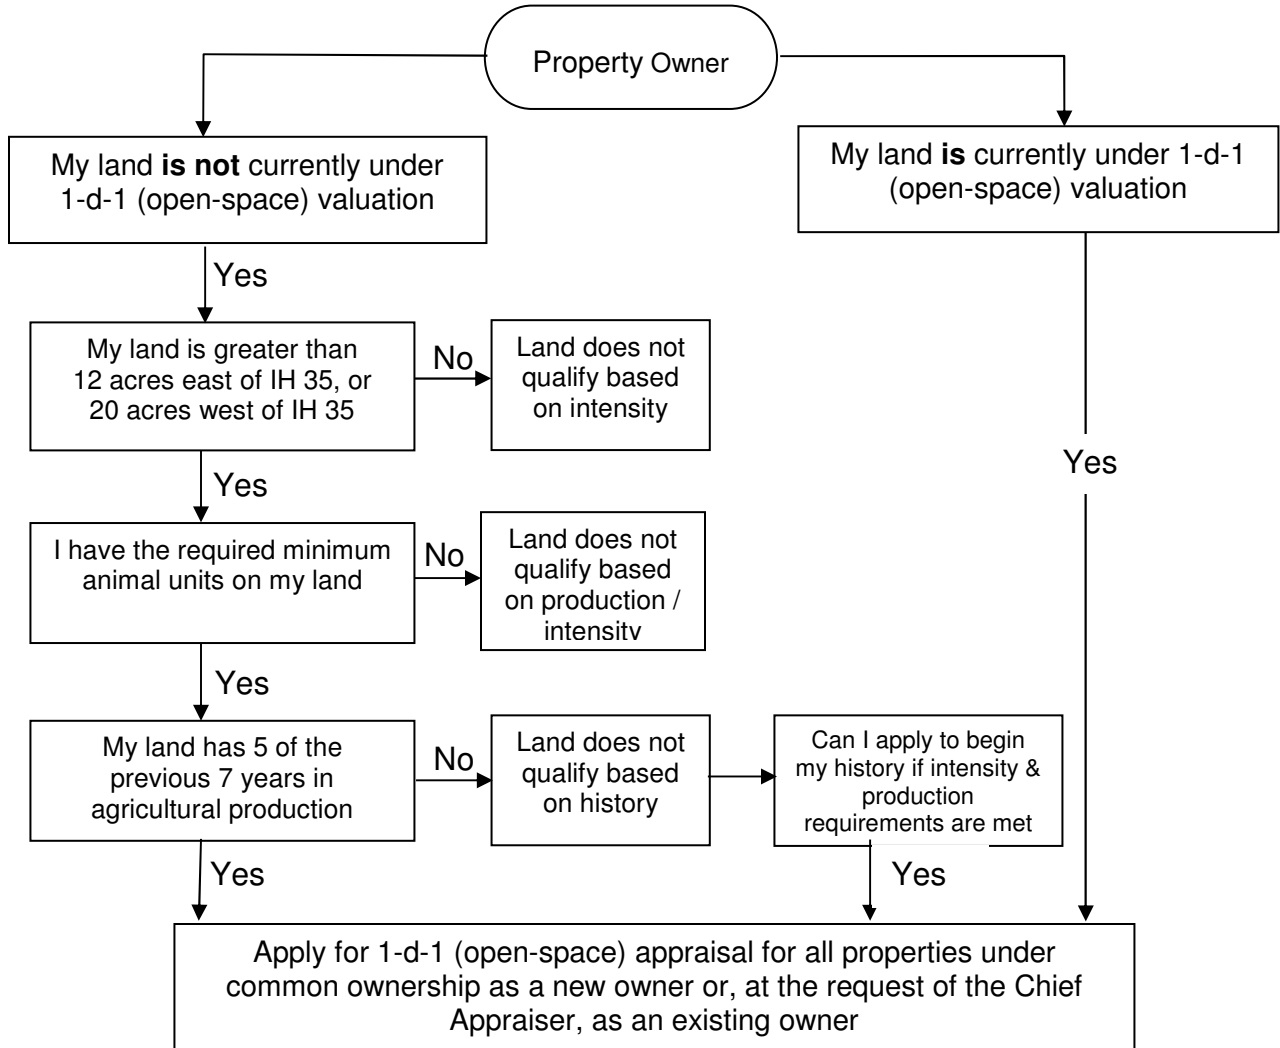 Property Owner
My land is not currently under
1-d-1 (open-space) valuation
My land is currently under 1-d-1
(open-space) valuation
Yes
My land is greater than
12 acres east of IH 35, or
20 acres west of IH 35
No
Land does not
qualify based
on intensity
Yes
Yes
I have the required minimum
animal units on my land
No
Land does not
qualify based
on production /
intensity
Yes
My land has 5 of the
previous 7 years in
agricultural production
No
Land does not
qualify based
on history
Can I apply to begin
my history if intensity &
production
requirements are met
Yes
Yes
Apply for 1-d-1 (open-space) appraisal for all properties under
common ownership as a new owner or, at the request of the Chief
Appraiser, as an existing owner